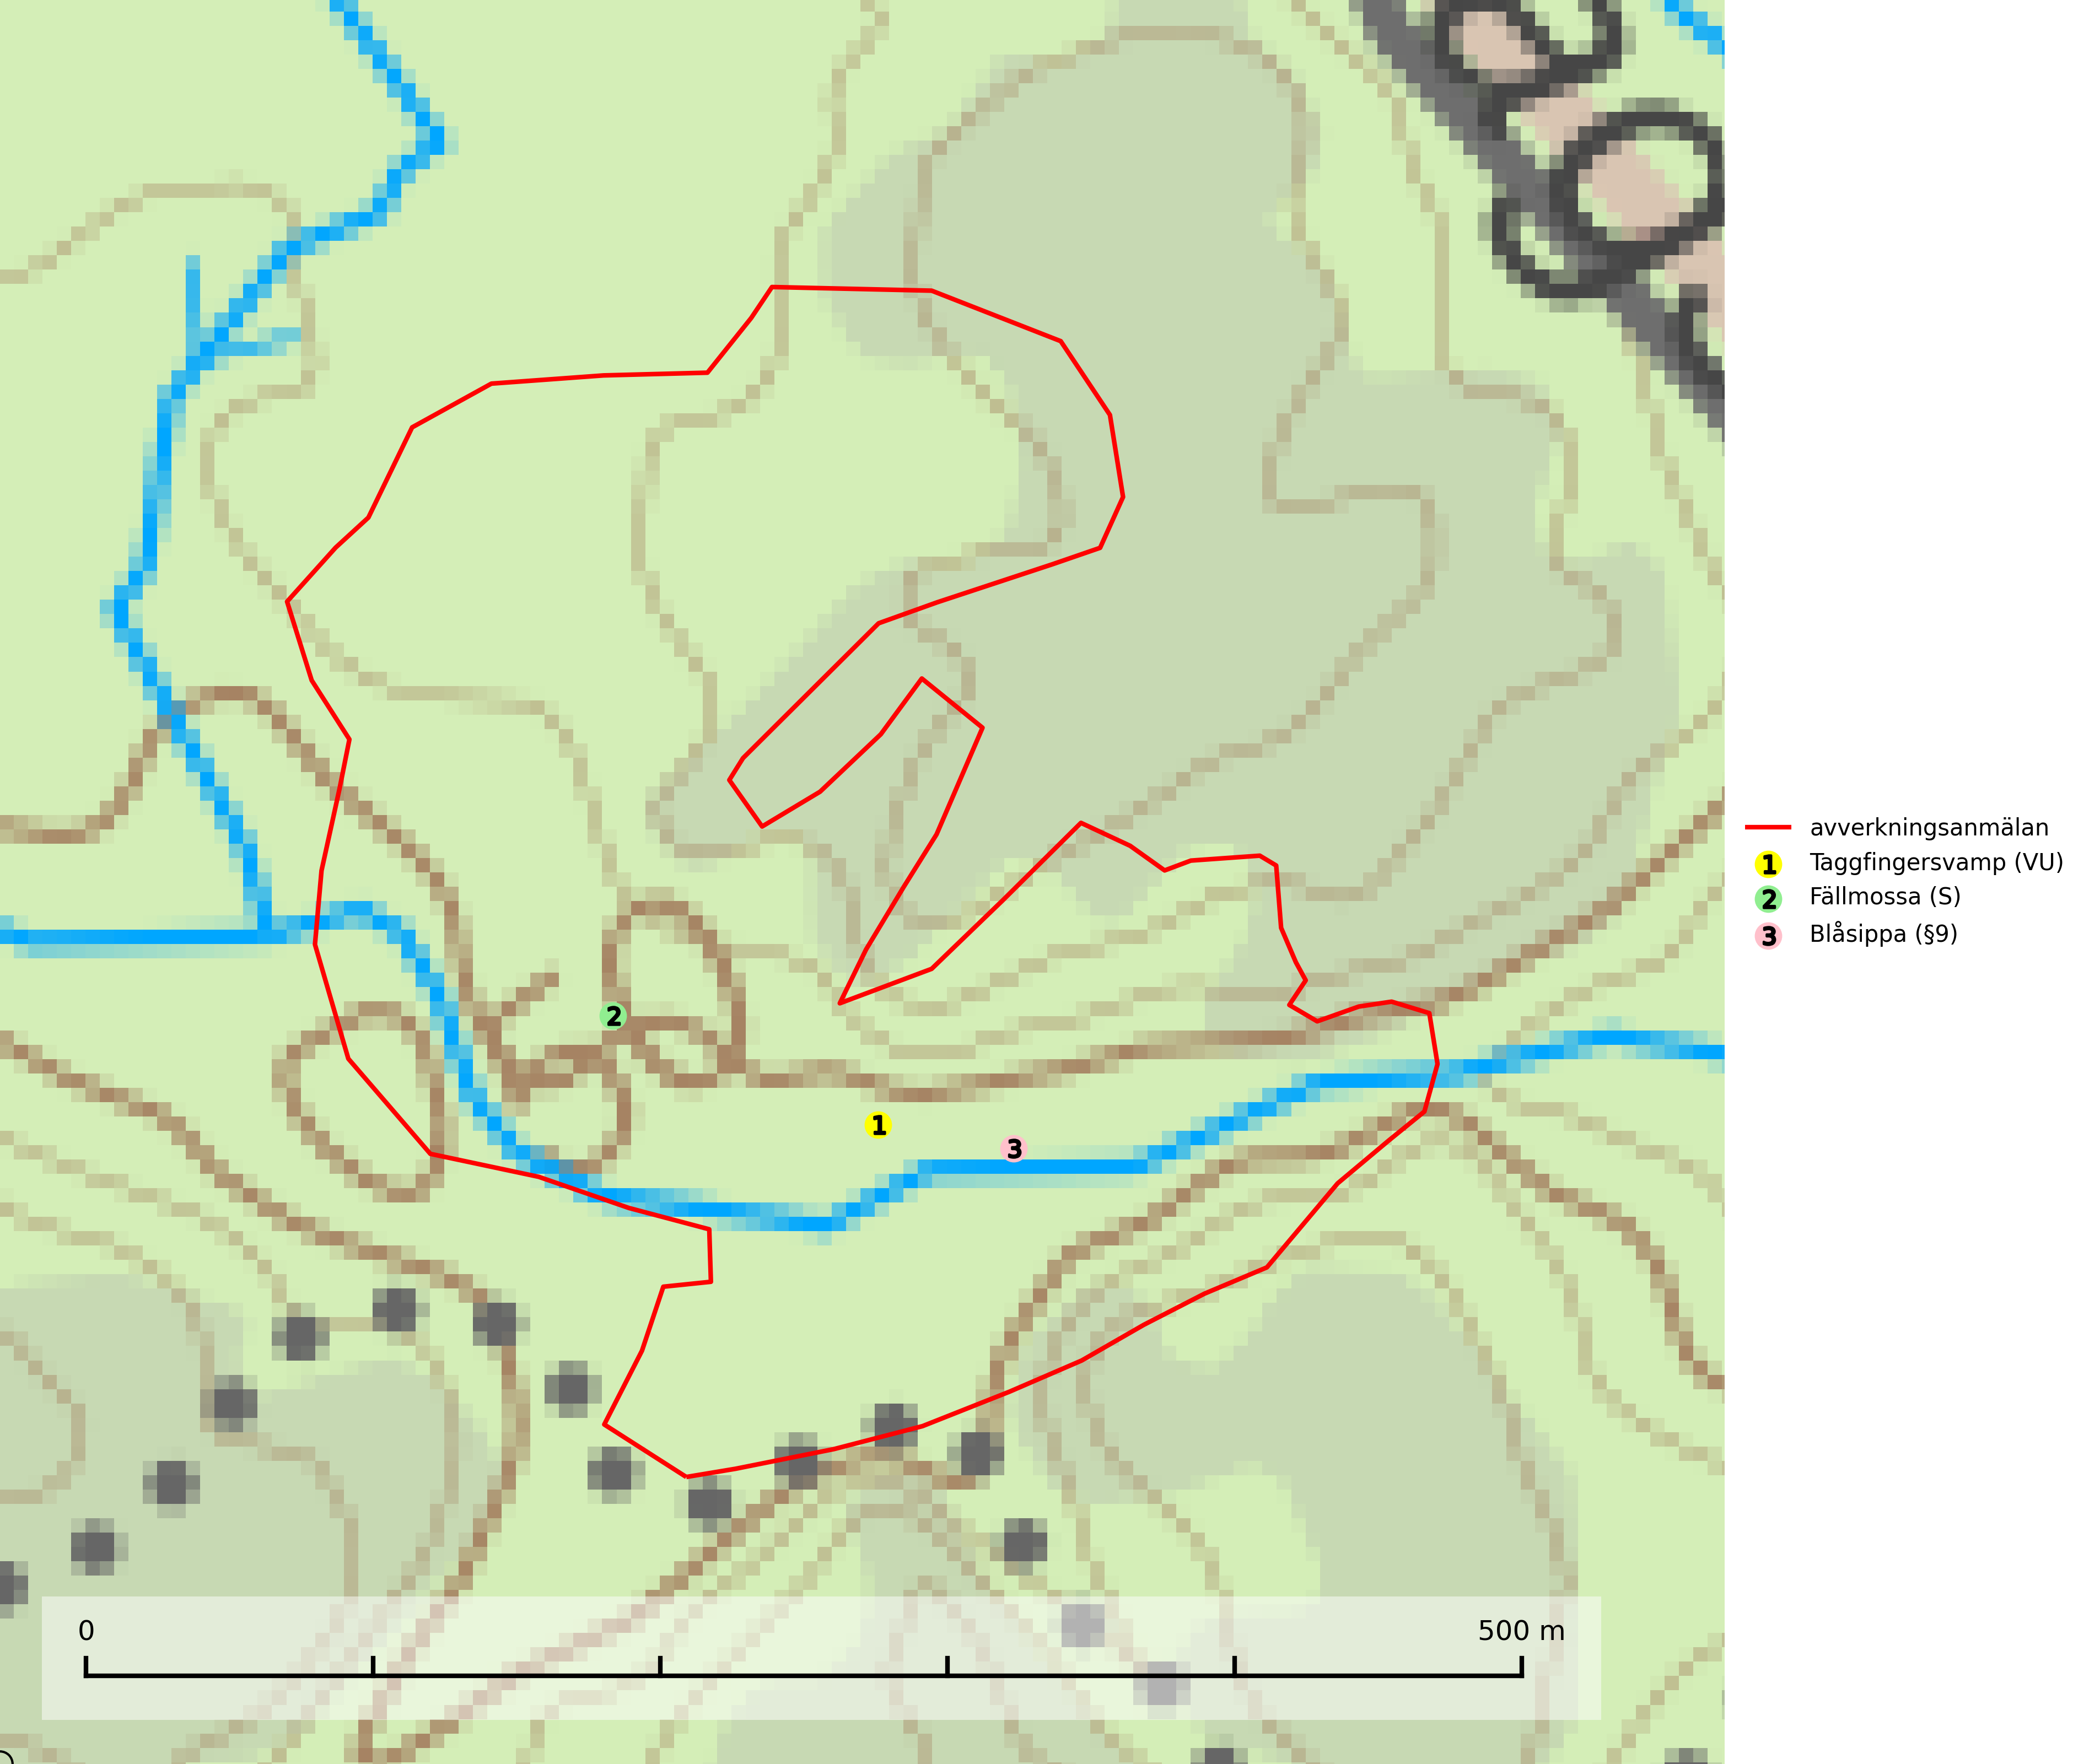 avverkningsanmälan
1 Taggfingersvamp (VU)
2 Fällmossa (S)
3 Blåsippa (§9)
2
1
3
0 500 m